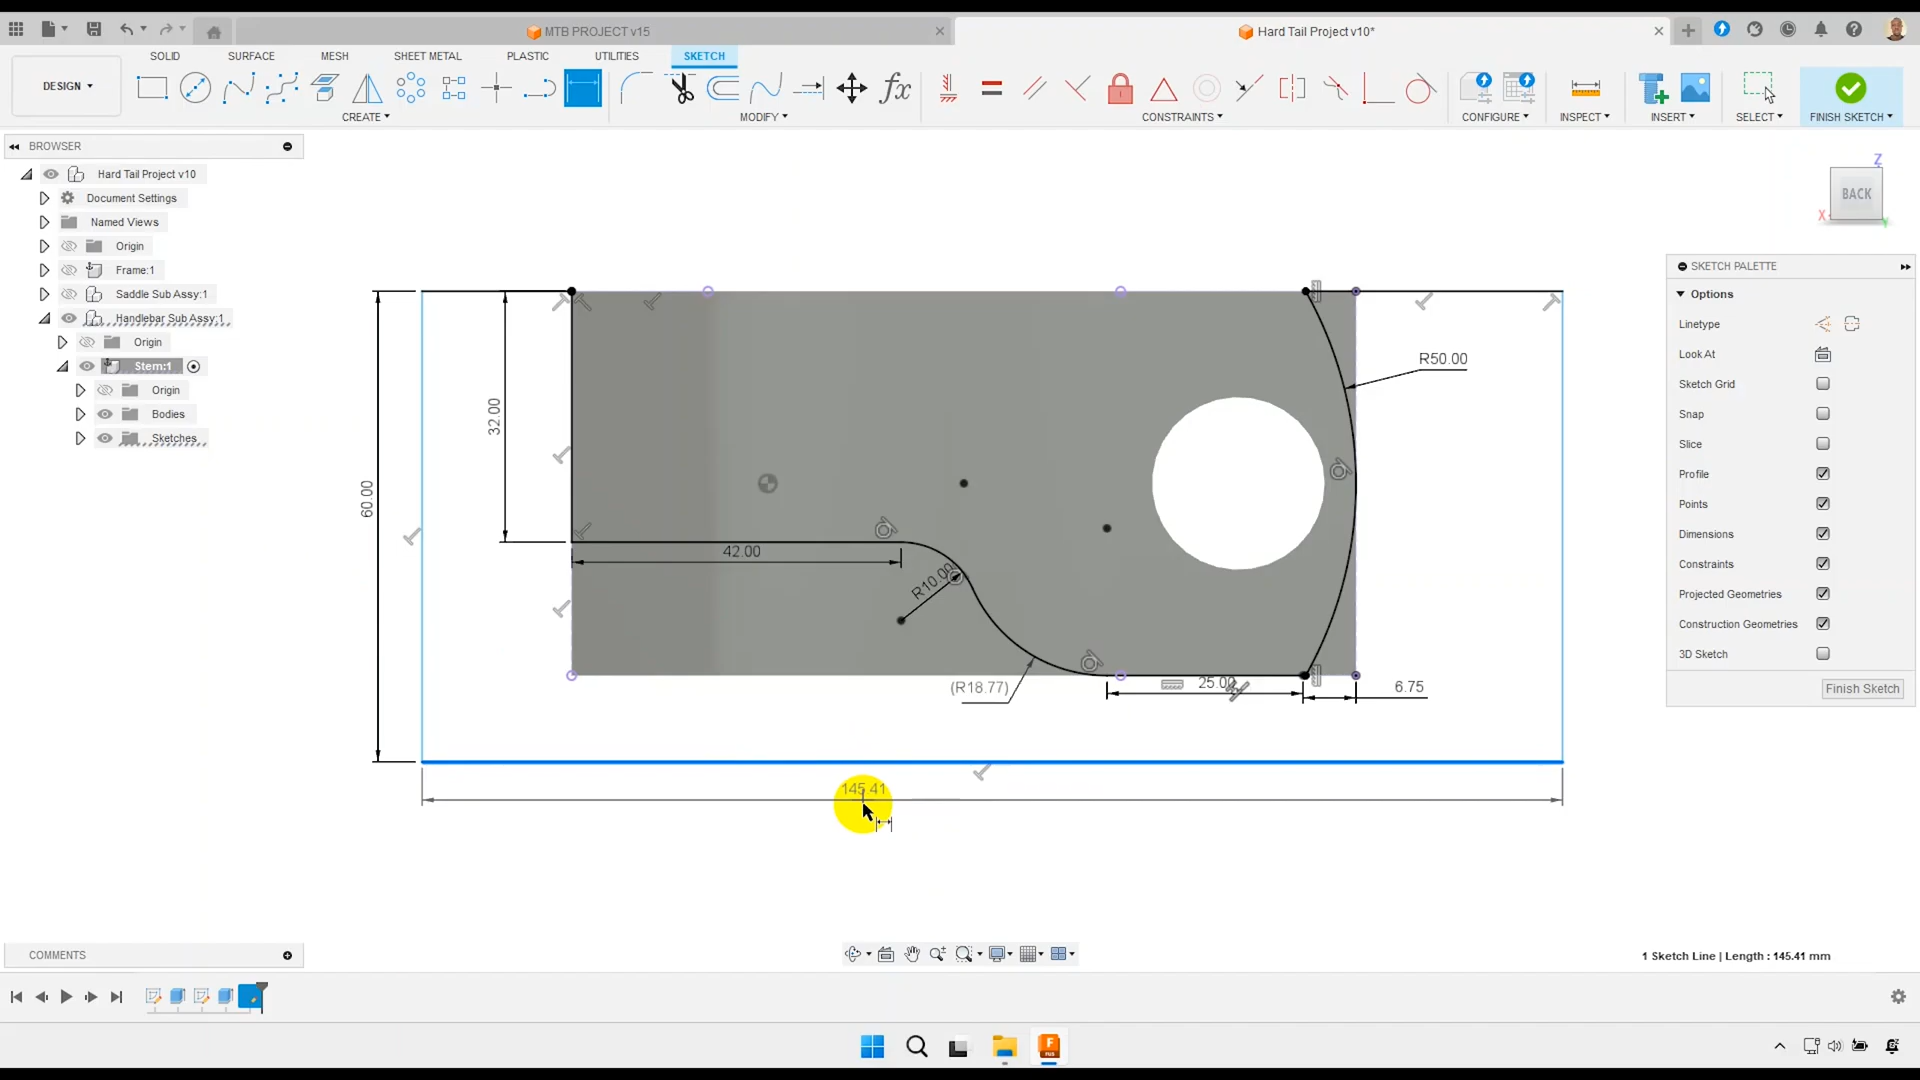 MTB PROJECT v15
Hard Tail Project v10*
SOLID
SURFACE
MESH
SHEET METAL
PLASTIC
UTILITIES
SKETCH
DESIGN
CREATE
MODIFY
CONSTRAINTS
CONFIGURE
INSPECT
INSERT
SELECT
FINISH SKETCH
fx
BROWSER
Hard Tail Project v10
Document Settings
Named Views
Origin
Frame:1
Saddle Sub Assy:1
Handlebar Sub Assy:1
Origin
Stem:1
Origin
Bodies
Sketches
Z
BACK
X
Y
SKETCH PALETTE
Options
Linetype
Look At
Sketch Grid
Snap
Slice
Profile
Points
Dimensions
Constraints
Projected Geometries
Construction Geometries
3D Sketch
Finish Sketch
R50.00
32.00
60.00
42.00
R10.00
(R18.77)
25.00
6.75
145.41
COMMENTS
1 Sketch Line | Length : 145.41 mm